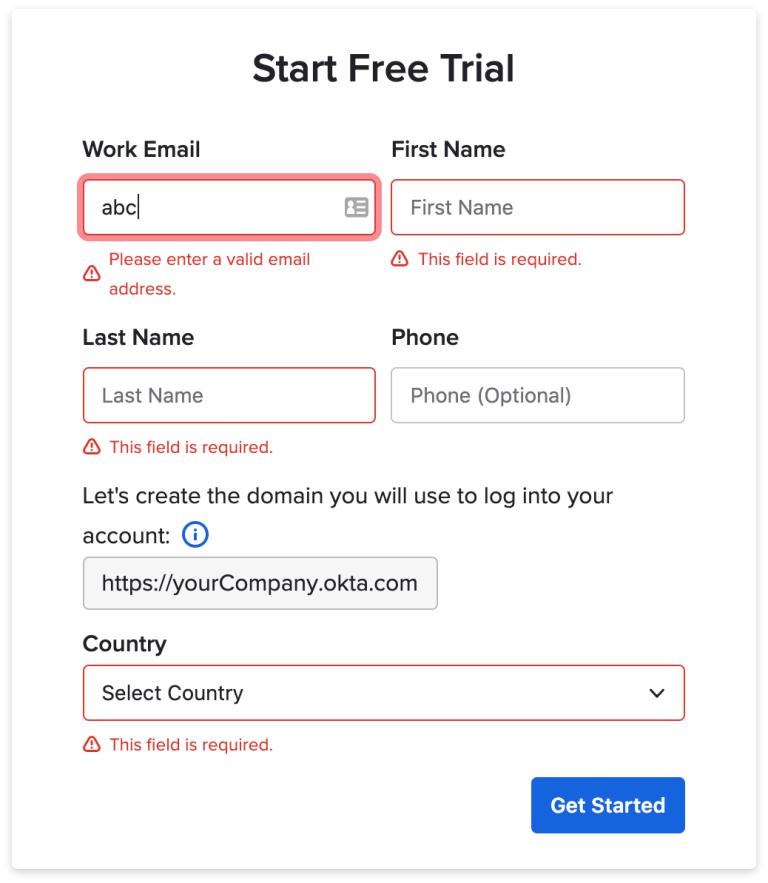 Start Free Trial
Work Email
First Name
abc
First Name
Please enter a valid email
address.
This field is required.
Last Name
Phone
Last Name
Phone (Optional)
This field is required.
Let's create the domain you will use to log into your
account:
https://yourCompany.okta.com
Country
Select Country
This field is required.
Get Started